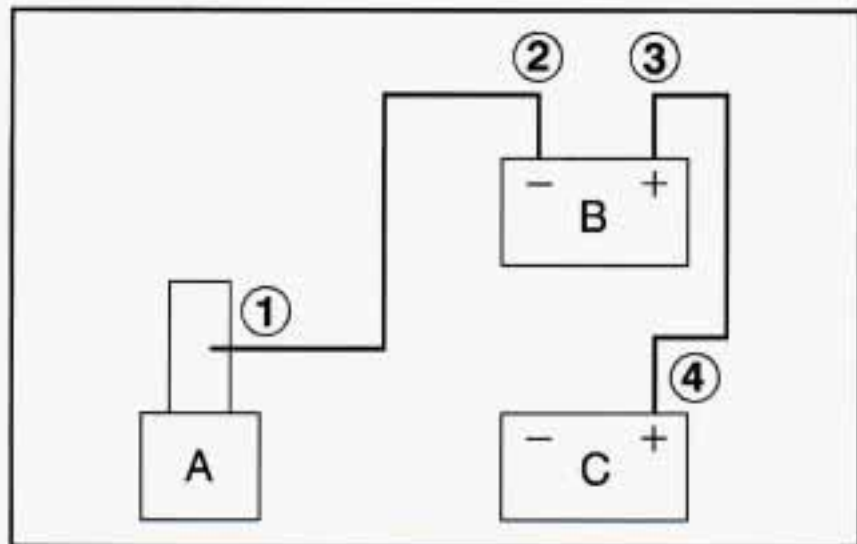 ② ③
− +
B
①
④
− +
A C